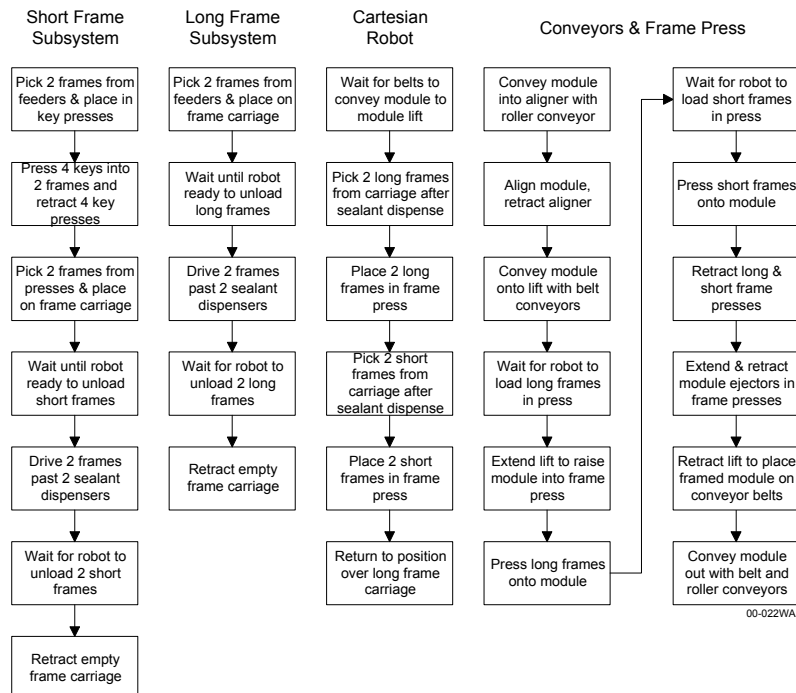 Short Frame
Subsystem
Pick 2 frames from
feeders & place in
key presses
Press 4 keys into
2 frames and
retract 4 key
presses
Pick 2 frames from
presses & place
on frame carriage
Wait until robot
ready to unload
short frames
Drive 2 frames
past 2 sealant
dispensers
Wait for robot to
unload 2 short
frames
Retract empty
frame carriage
Long Frame
Subsystem
Pick 2 frames from
feeders & place on
frame carriage
Wait until robot
ready to unload
long frames
Drive 2 frames
past 2 sealant
dispensers
Wait for robot to
unload 2 long
frames
Retract empty
frame carriage
Cartesian
Robot
Wait for belts to
convey module to
module lift
Pick 2 long frames
from carriage after
sealant dispense
Place 2 long
frames in frame
press
Pick 2 short
frames from
carriage after
sealant dispense
Place 2 short
frames in frame
press
Return to position
over long frame
carriage
Conveyors & Frame Press
Convey module
into aligner with
roller conveyor
Align module,
retract aligner
Convey module
onto lift with belt
conveyors
Wait for robot to
load long frames
in press
Extend lift to raise
module into frame
press
Press long frames
onto module
Wait for robot to
load short frames
in press
Press short frames
onto module
Retract long &
short frame
presses
Extend & retract
module ejectors in
frame presses
Retract lift to place
framed module on
conveyor belts
Convey module
out with belt and
roller conveyors
00-022WA